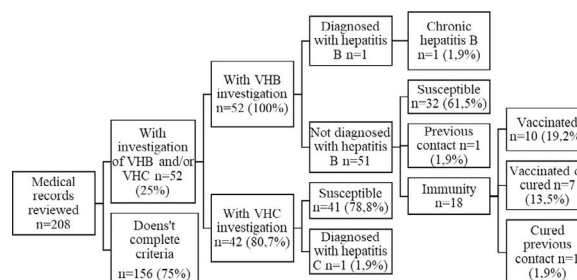 Medical
records
reviewed
n=208
With
investigation
of VHB and/or
VHC n=52
(25%)
Doens't
complete
criteria
n=156 (75%)
With VHB
investigation
n=52 (100%)
With VHC
investigation
n=42 (80,7%)
Diagnosed
with hepatitis
B n=1
Not diagnosed
with hepatitis
B n=51
Susceptible
n=41 (78,8%)
Diagnosed
with hepatitis
C n=1 (1,9%)
Chronic
hepatitis B
n=1 (1,9%)
Susceptible
n=32 (61,5%)
Previous
contact n=1
(1,9%)
Immunity
n=18
Vaccinated
n=10 (19,2%)
Vaccinated or
cured n=7
(13,5%)
Cured
previous
contact n=1
(1,9%)